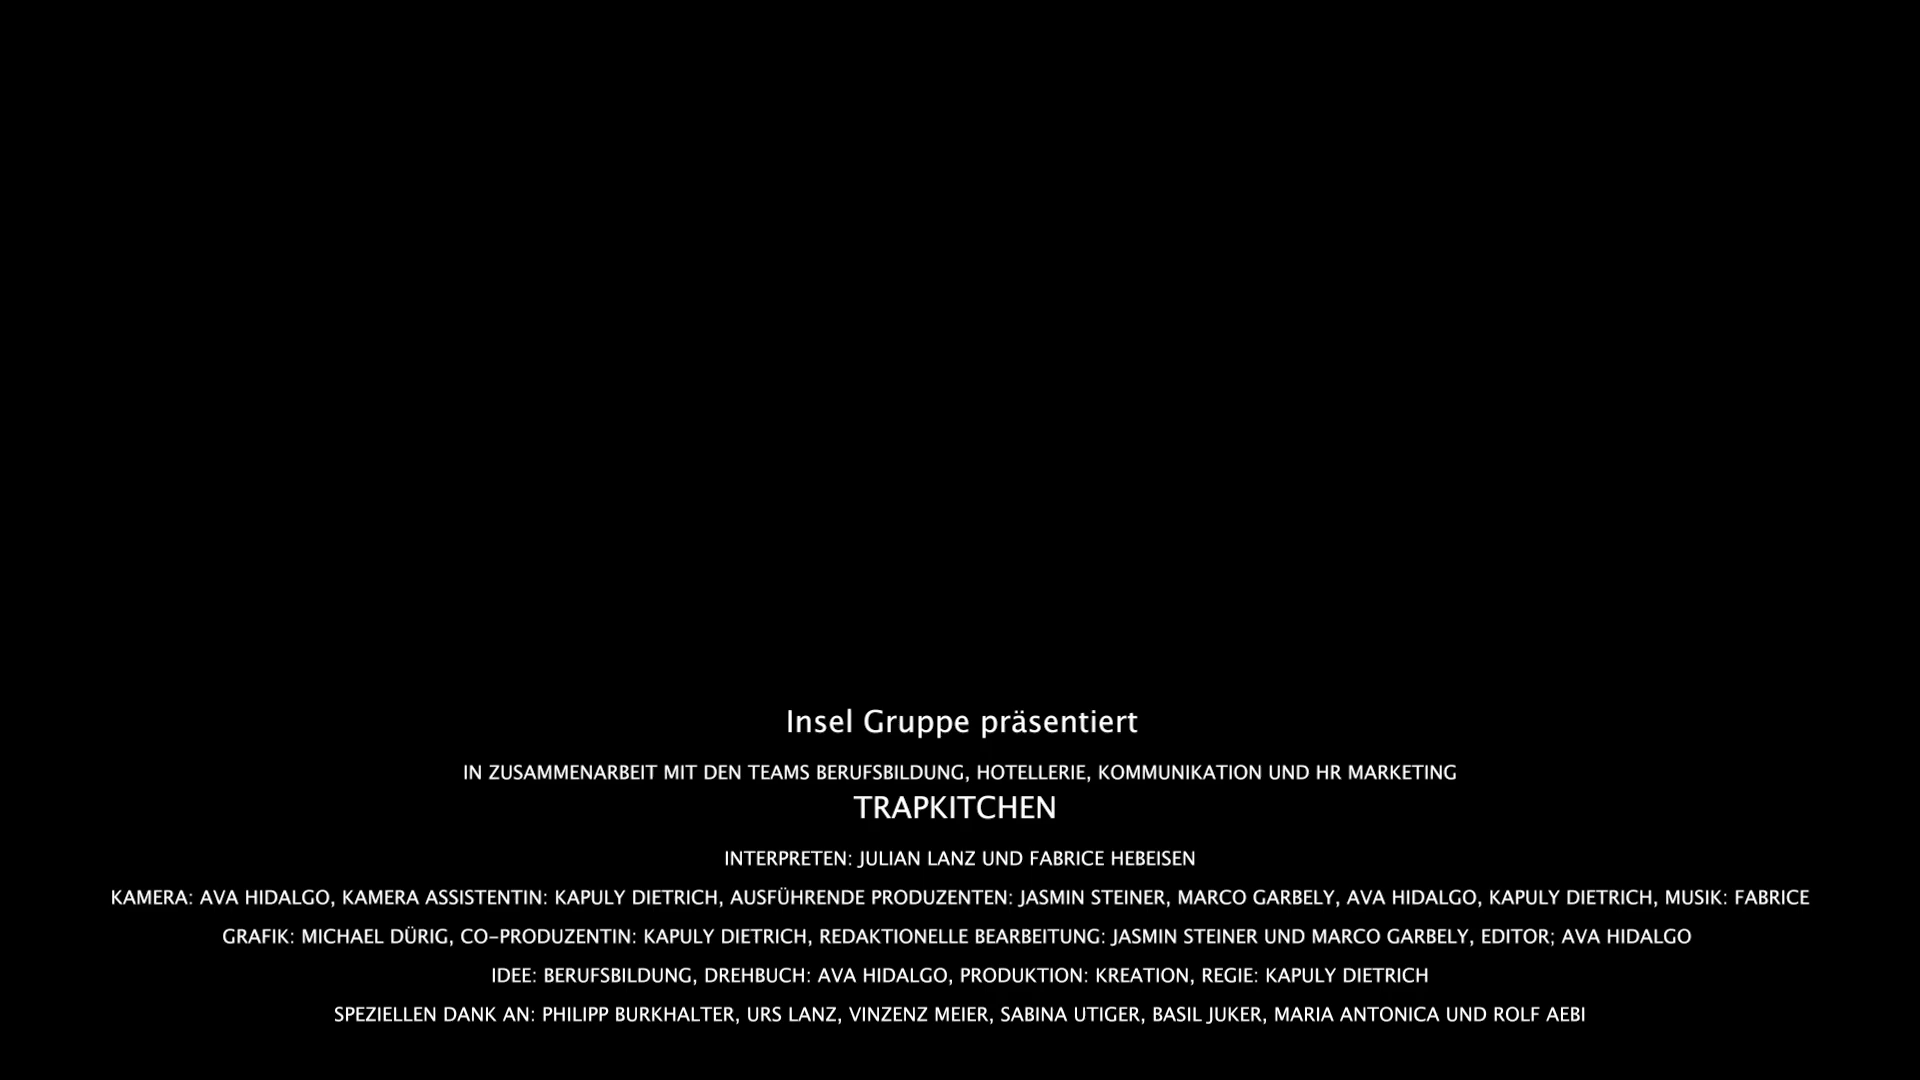 Insel Gruppe präsentiert
IN ZUSAMMENARBEIT MIT DEN TEAMS BERUFSBILDUNG, HOTELLERIE, KOMMUNIKATION UND HR MARKETING
TRAPKITCHEN
INTERPRETEN: JULIAN LANZ UND FABRICE HEBEISEN
KAMERA: AVA HIDALGO, KAMERA ASSISTENTIN: KAPULY DIETRICH, AUSFÜHRENDE PRODUZENTEN: JASMIN STEINER, MARCO GARBELY, AVA HIDALGO, KAPULY DIETRICH, MUSIK: FABRICE
GRAFIK: MICHAEL DÜRIG, CO-PRODUZENTIN: KAPULY DIETRICH, REDAKTIONELLE BEARBEITUNG: JASMIN STEINER UND MARCO GARBELY, EDITOR; AVA HIDALGO
IDEE: BERUFSBILDUNG, DREHBUCH: AVA HIDALGO, PRODUKTION: KREATION, REGIE: KAPULY DIETRICH
SPEZIELLEN DANK AN: PHILIPP BURKHALTER, URS LANZ, VINZENZ MEIER, SABINA UTIGER, BASIL JUKER, MARIA ANTONICA UND ROLF AEBI